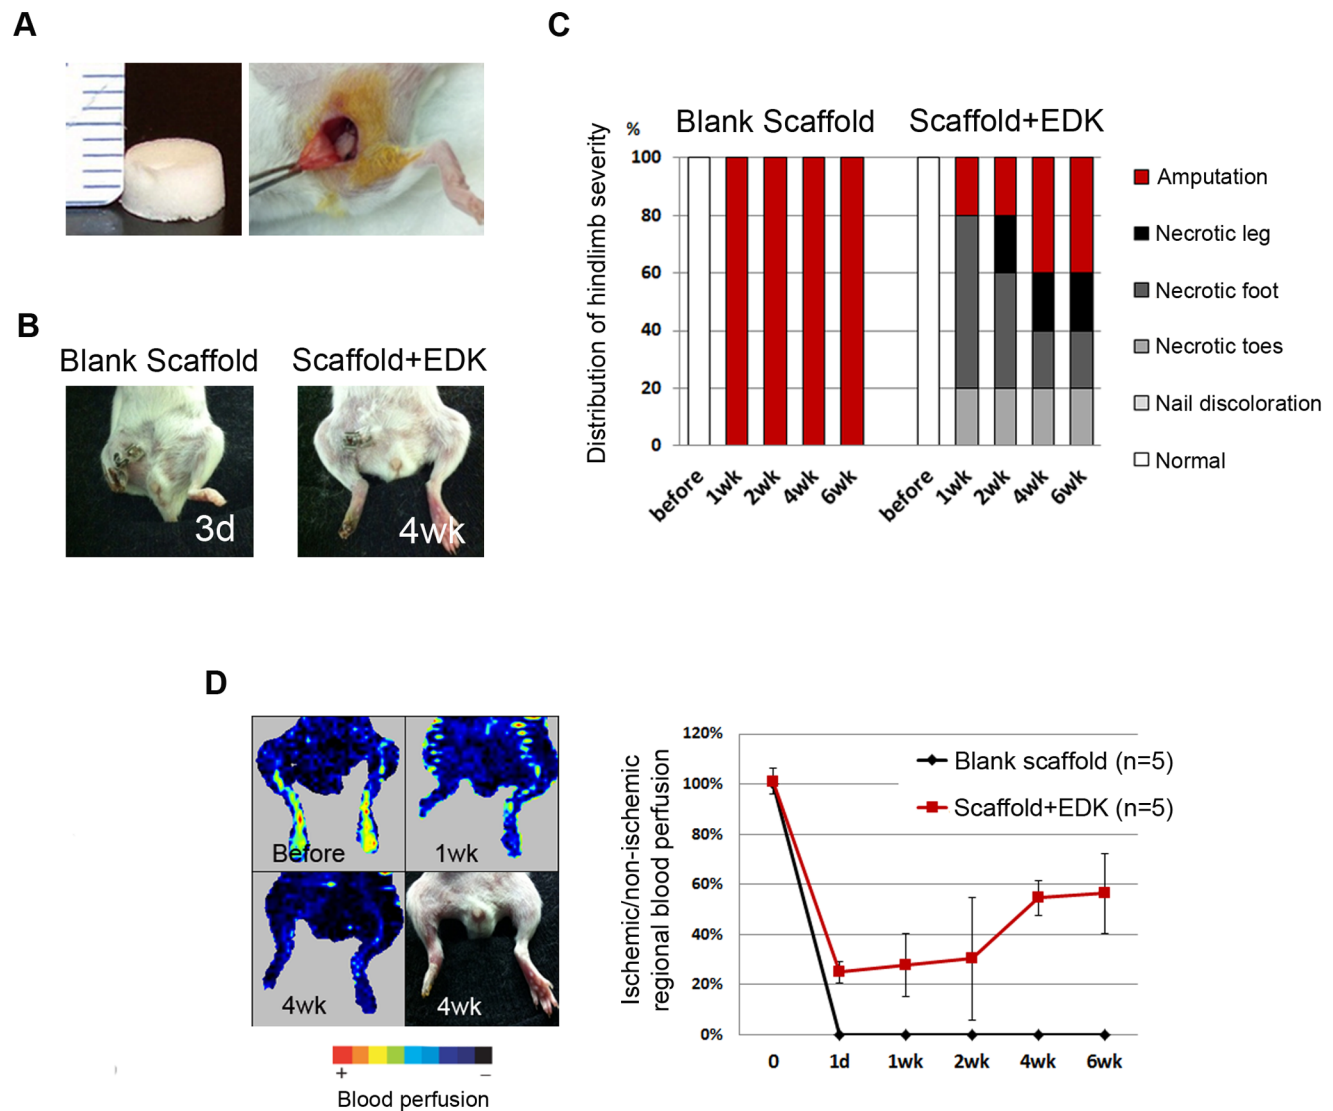 A
B
Blank Scaffold
Scaffold+EDK
3d
4wk
C
%
Blank Scaffold
Scaffold+EDK
Distribution of hindlimb severity
100
80
60
40
20
0
before
1wk
2wk
4wk
6wk
before
1wk
2wk
4wk
6wk
Amputation
Necrotic leg
Necrotic foot
Necrotic toes
Nail discoloration
Normal
D
Before
1wk
4wk
4wk
+
−
Blood perfusion
Ischemic/non-ischemic
regional blood perfusion
120%
100%
80%
60%
40%
20%
0%
Blank scaffold (n=5)
Scaffold+EDK (n=5)
0
1d
1wk
2wk
4wk
6wk